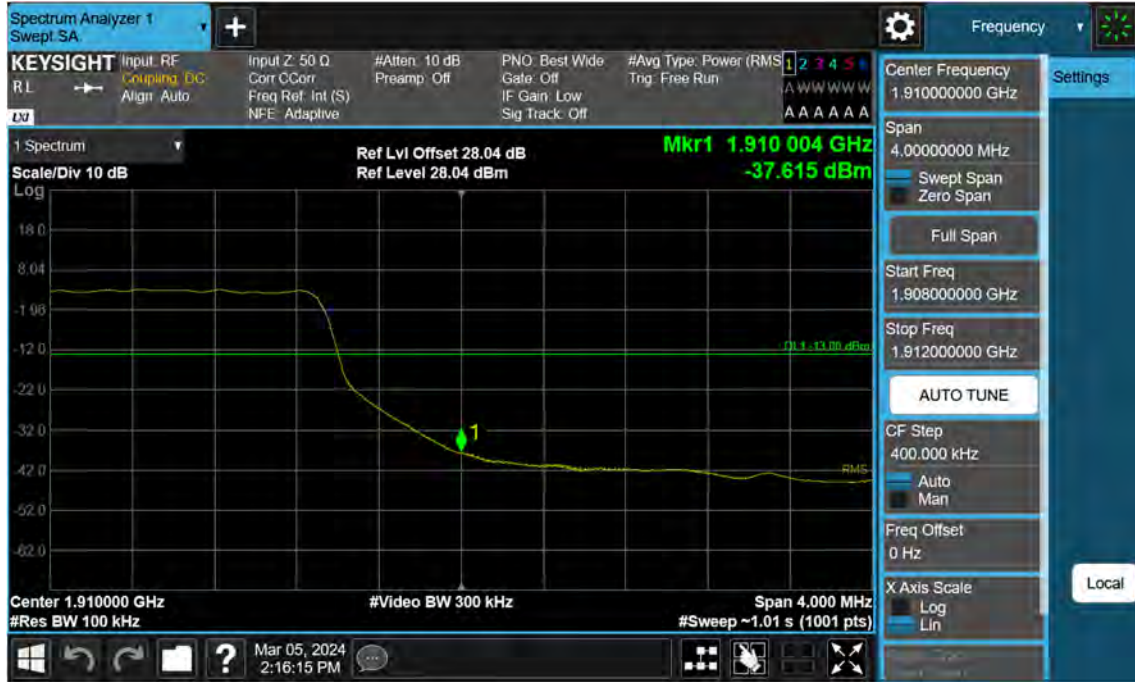 Spectrum Analyzer 1
Swept SA
Frequency
KEYSIGHT
RL
LXI
Input: RF
Coupling: DC
Align: Auto
Input Z: 50 Ω
Corr CCorr
Freq Ref: Int (S)
NFE: Adaptive
#Atten: 10 dB
Preamp: Off
PNO: Best Wide
Gate: Off
IF Gain: Low
Sig Track: Off
#Avg Type: Power (RMS
Trig: Free Run
1 2 3 4 5 6
A W W W W W
A A A A A A
1 Spectrum
Scale/Div 10 dB
Log
Ref Lvl Offset 28.04 dB
Ref Level 28.04 dBm
Mkr1 1.910 004 GHz
-37.615 dBm
18.0
8.04
-1.96
-12.0
-22.0
-32.0
-42.0
-52.0
-62.0
DL1 -13.00 dBm
1
RMS
Center 1.910000 GHz
#Res BW 100 kHz
#Video BW 300 kHz
Span 4.000 MHz
#Sweep ~1.01 s (1001 pts)
Mar 05, 2024
2:16:15 PM
Center Frequency
1.910000000 GHz
Span
4.00000000 MHz
Swept Span
Zero Span
Full Span
Start Freq
1.908000000 GHz
Stop Freq
1.912000000 GHz
AUTO TUNE
CF Step
400.000 kHz
Auto
Man
Freq Offset
0 Hz
X Axis Scale
Log
Lin
Settings
Local